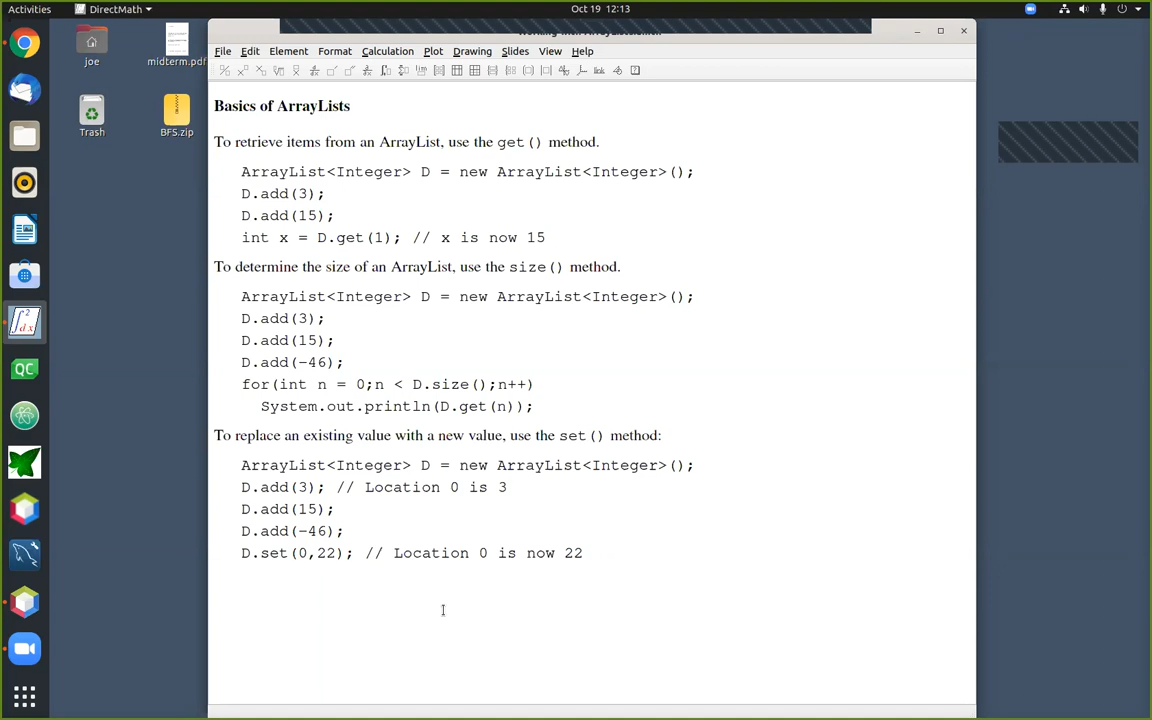 Activities
DirectMath
Oct 19 12:13
joe
midterm.pdf
Trash
BFS.zip
QC
File Edit Element Format Calculation Plot Drawing Slides View Help
link
Basics of ArrayLists
To retrieve items from an ArrayList, use the get() method.
ArrayList<Integer> D = new ArrayList<Integer>();
D.add(3);
D.add(15);
int x = D.get(1); // x is now 15
To determine the size of an ArrayList, use the size() method.
ArrayList<Integer> D = new ArrayList<Integer>();
D.add(3);
D.add(15);
D.add(−46);
for(int n = 0;n < D.size();n++)
System.out.println(D.get(n));
To replace an existing value with a new value, use the set() method:
ArrayList<Integer> D = new ArrayList<Integer>();
D.add(3); // Location 0 is 3
D.add(15);
D.add(−46);
D.set(0,22); // Location 0 is now 22